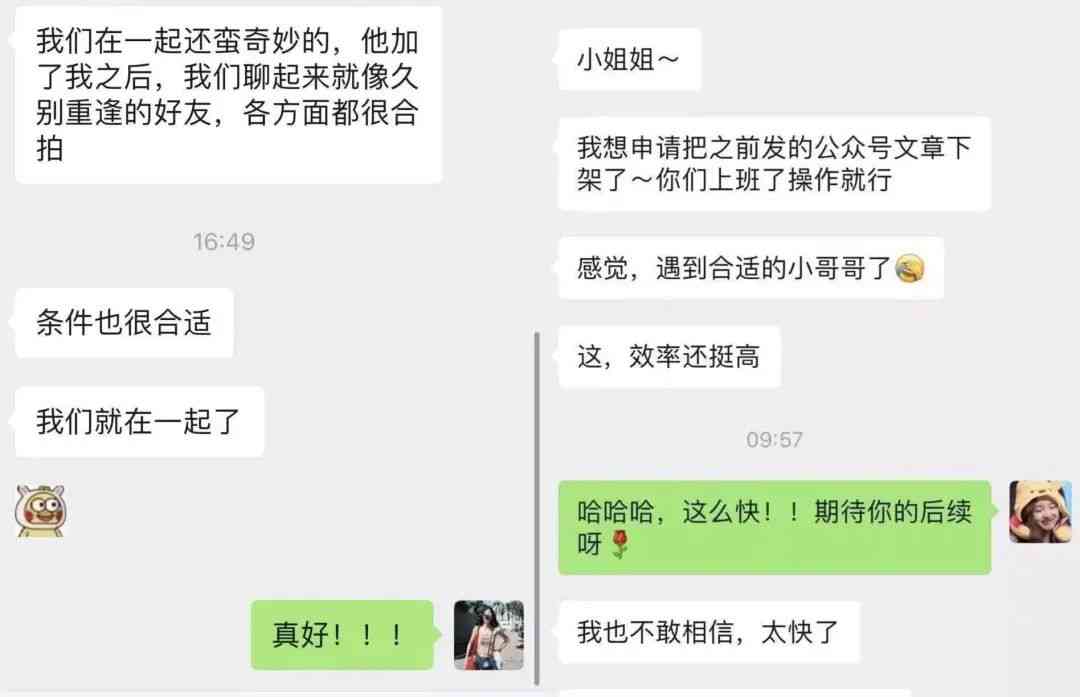 我们在一起还蛮奇妙的，他加
了我之后，我们聊起来就像久
别重逢的好友，各方面都很合
拍
16:49
条件也很合适
我们就在一起了
真好！！！
小姐姐～
我想申请把之前发的公众号文章下
架了～你们上班了操作就行
感觉，遇到合适的小哥哥了
这，效率还挺高
09:57
哈哈哈，这么快！！期待你的后续
呀
我也不敢相信，太快了